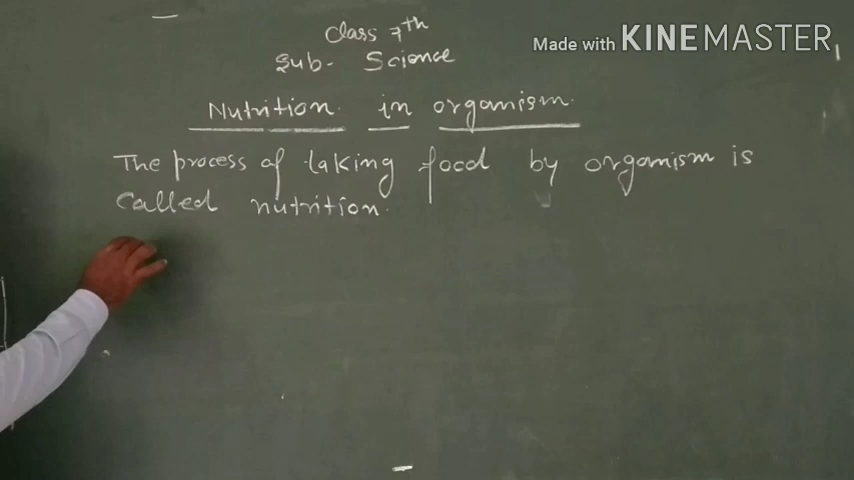 Class 7th
Made with KINEMASTER
Sub- Science
Nutrition in organism.
The process of taking food by organism is
called nutrition.